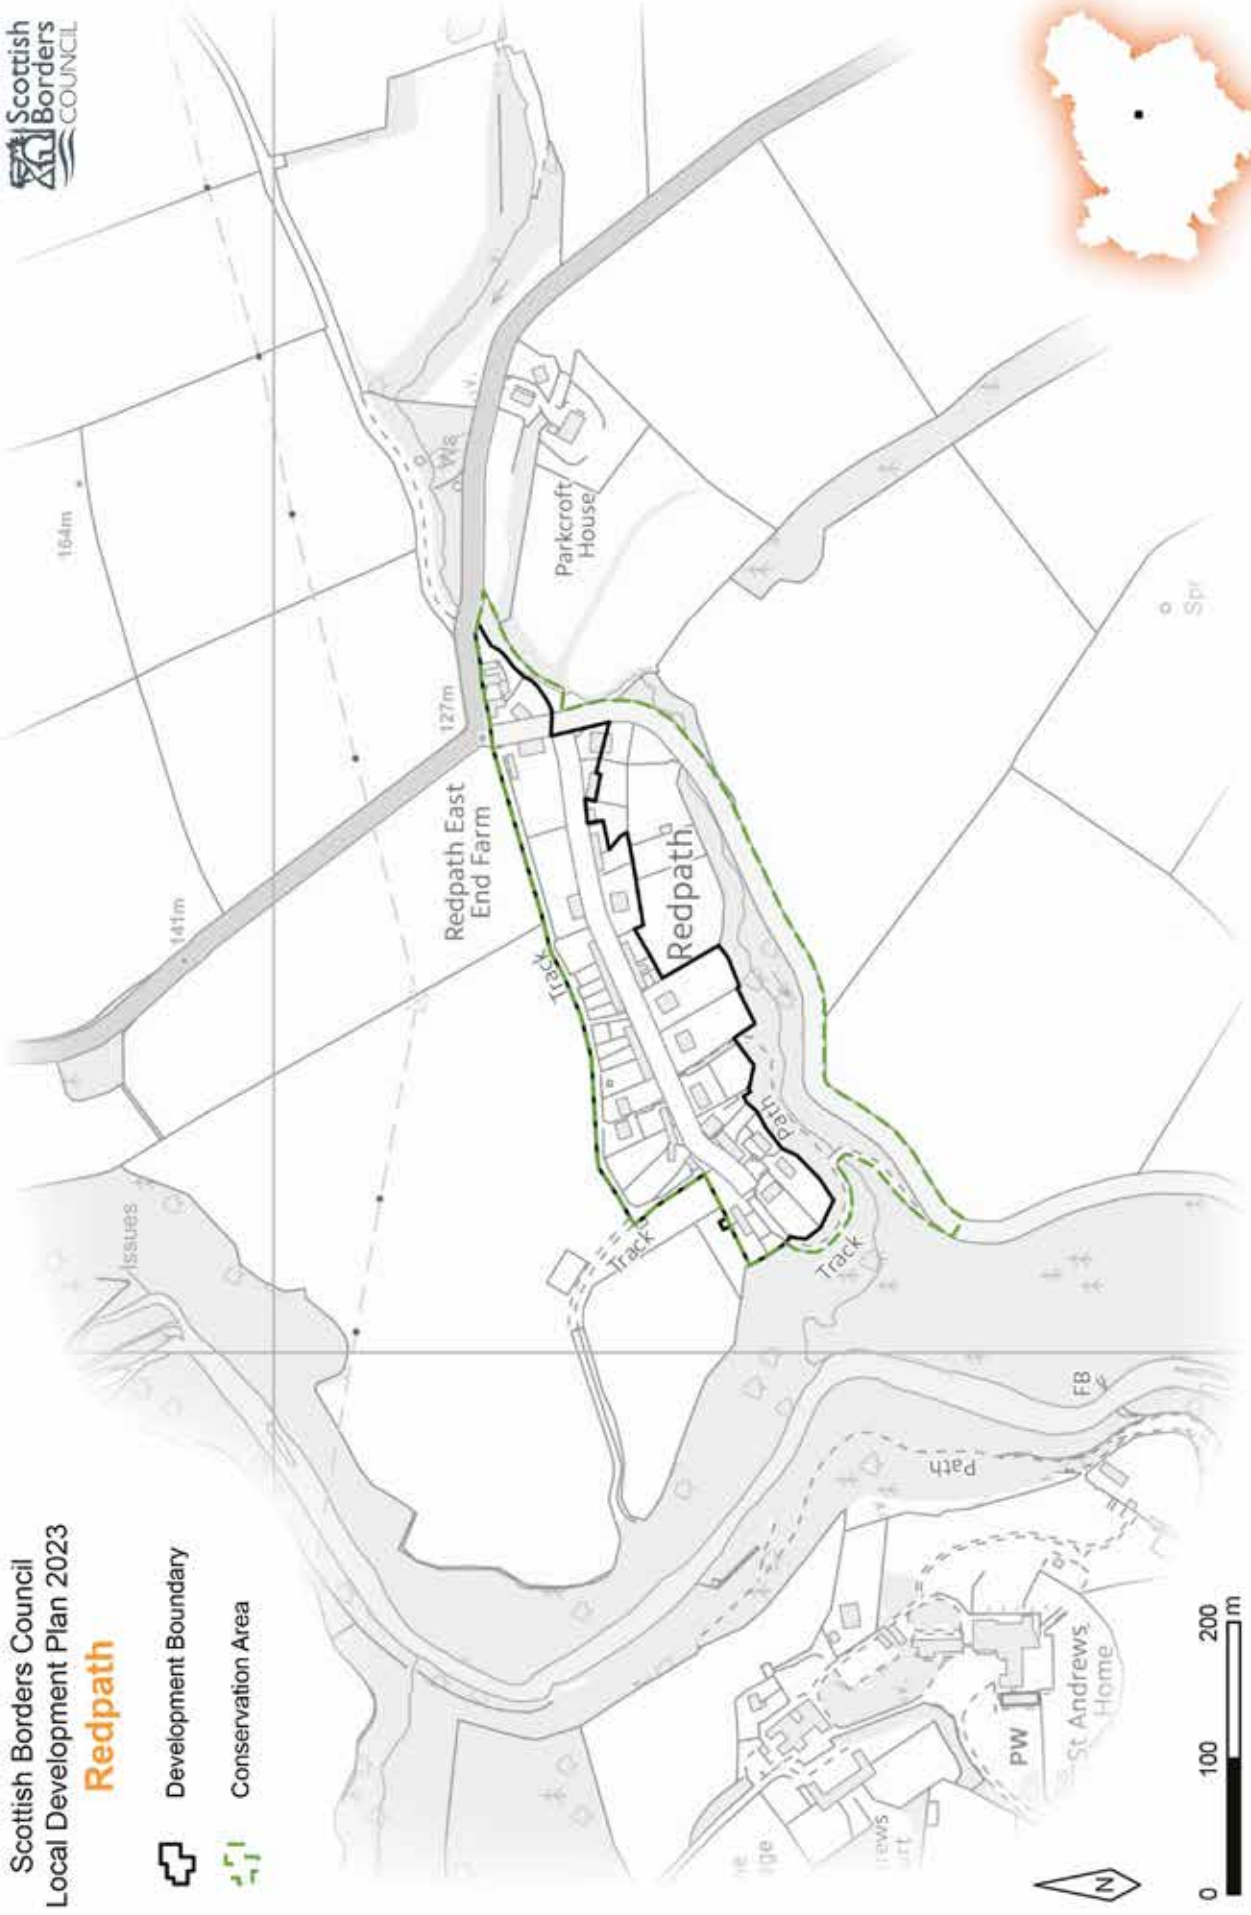 Scottish Borders Council
Local Development Plan 2023
Redpath
Development Boundary
Conservation Area
Scottish
Borders
COUNCIL
164m
Issues
141m
127m
Ws
Redpath East
End Farm
Parkcroft
House
Track
Redpath
Track
Path
Track
Spr
FB
Path
PW
St Andrews
Home
N
0 100 200
m